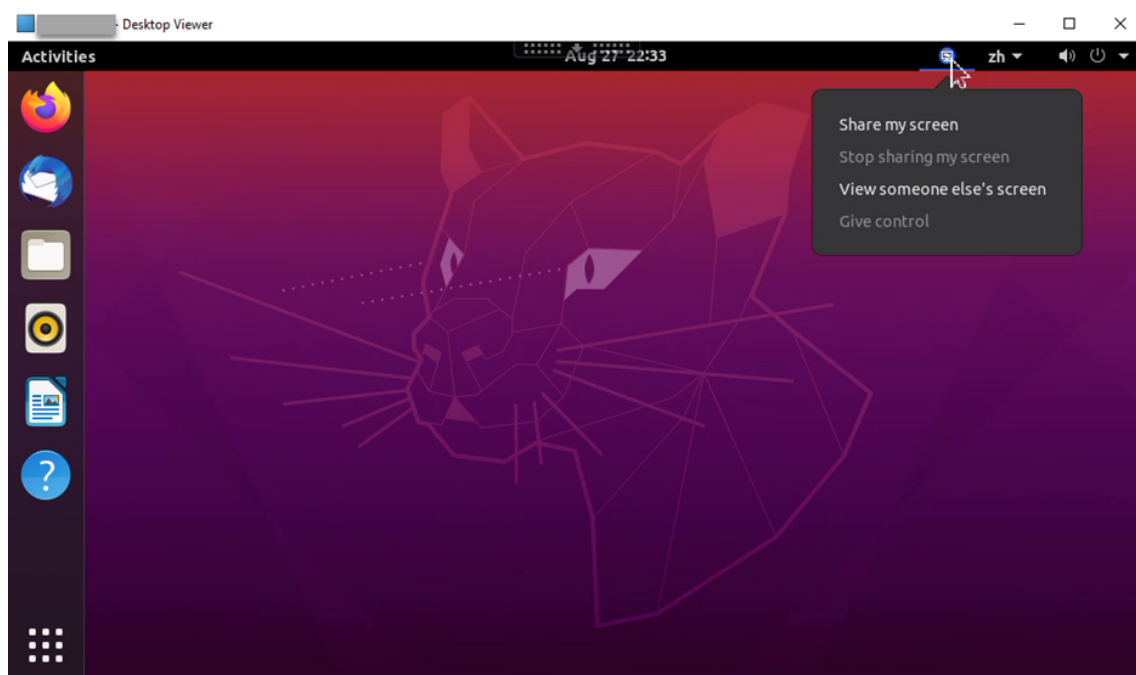 - Desktop Viewer
Activities
Aug 27 22:33
zh
Share my screen
Stop sharing my screen
View someone else's screen
Give control
?